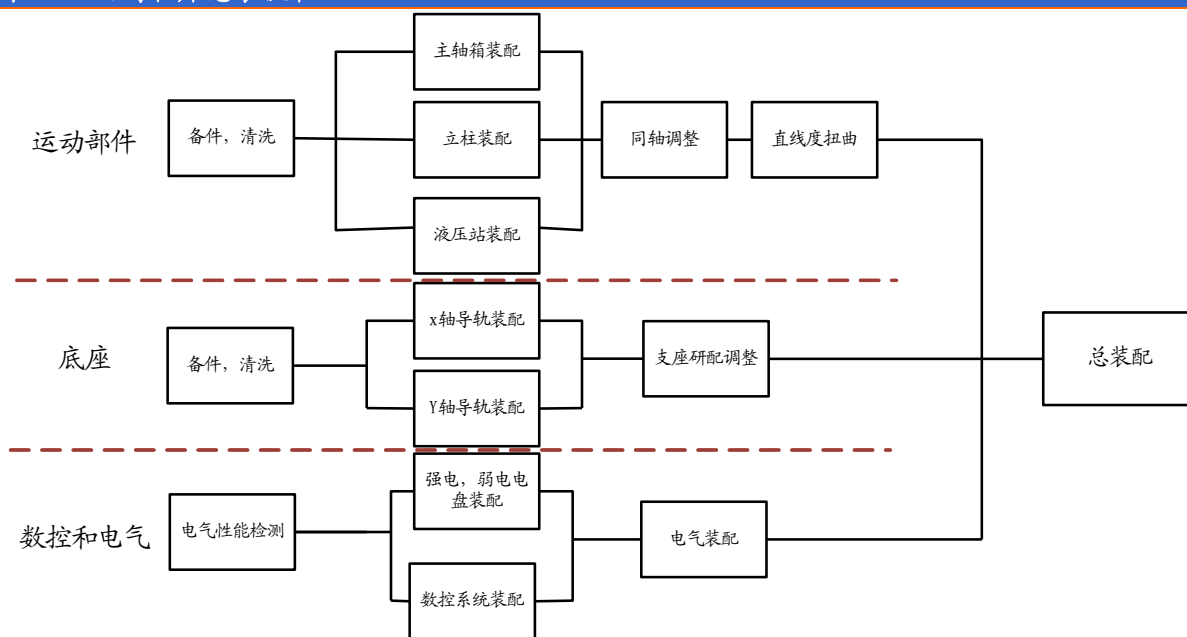 主轴箱装配
运动部件
备件，清洗
立柱装配
同轴调整
直线度扭曲
液压站装配
x轴导轨装配
底座
备件，清洗
支座研配调整
总装配
Y轴导轨装配
强电，弱电电
盘装配
数控和电气
电气性能检测
电气装配
数控系统装配